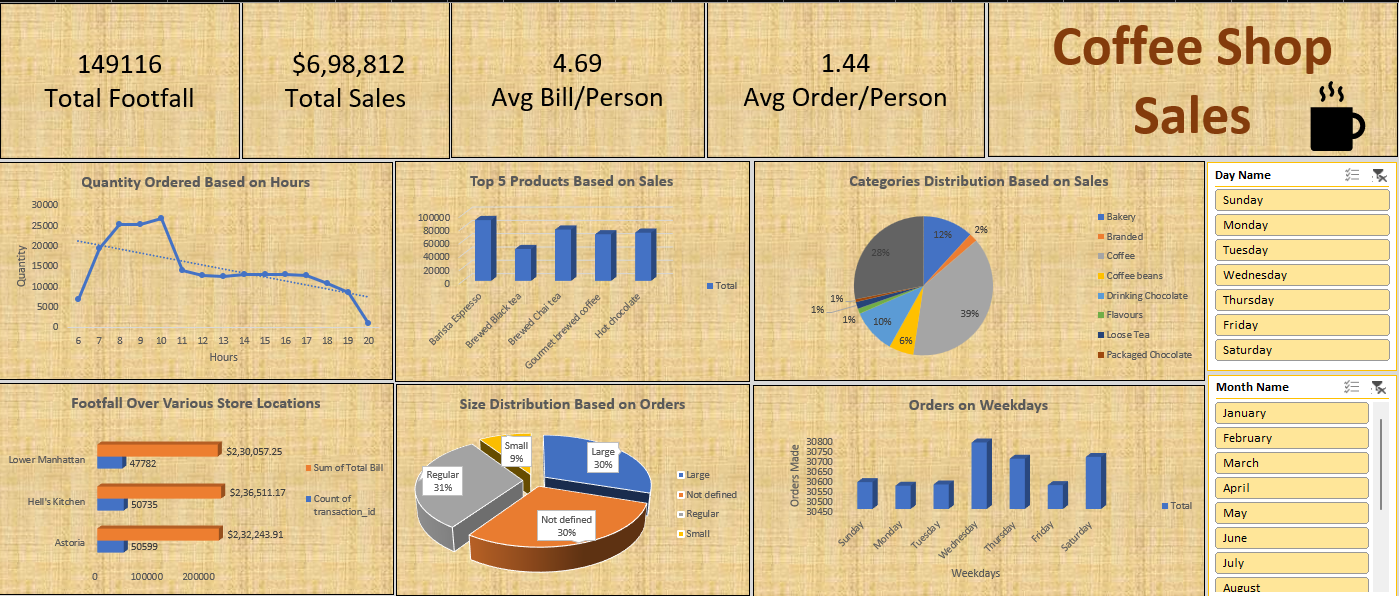 149116
Total Footfall
$6,98,812
Total Sales
4.69
Avg Bill/Person
1.44
Avg Order/Person
Coffee Shop
Sales
Quantity Ordered Based on Hours
30000
25000
20000
15000
10000
5000
0
Quantity
6 7 8 9 10 11 12 13 14 15 16 17 18 19 20
Hours
Top 5 Products Based on Sales
100000
80000
60000
40000
20000
0
Barista Espresso
Brewed Black tea
Brewed Chai tea
Gourmet brewed coffee
Hot chocolate
Total
Categories Distribution Based on Sales
12%
2%
39%
6%
10%
1%
1%
1%
28%
Bakery
Branded
Coffee
Coffee beans
Drinking Chocolate
Flavours
Loose Tea
Packaged Chocolate
Day Name
Sunday
Monday
Tuesday
Wednesday
Thursday
Friday
Saturday
Footfall Over Various Store Locations
Lower Manhattan
$2,30,057.25
47782
Hell's Kitchen
$2,36,511.17
50735
Astoria
$2,32,243.91
50599
0 100000 200000
Sum of Total Bill
Count of
transaction_id
Size Distribution Based on Orders
Small
9%
Large
30%
Regular
31%
Not defined
30%
Large
Not defined
Regular
Small
Orders on Weekdays
30800
30750
30700
30650
30600
30550
30500
30450
Orders Made
Sunday
Monday
Tuesday
Wednesday
Thursday
Friday
Saturday
Weekdays
Total
Month Name
January
February
March
April
May
June
July
August